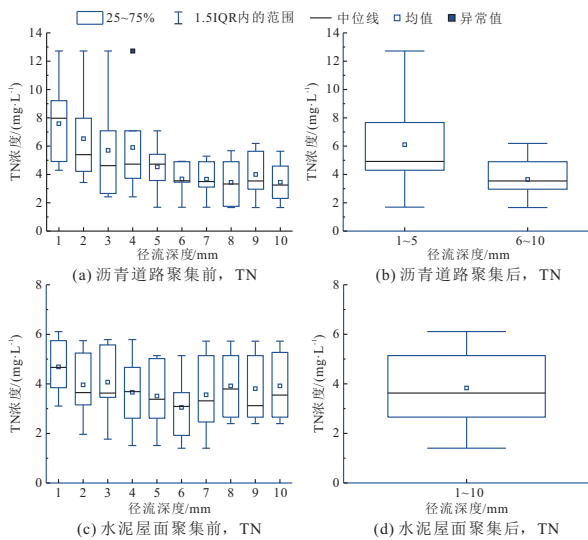 25~75% 1.5IQR内的范围 中位线 均值 异常值
14
12
10
8
6
4
2
0
TN浓度/(mg·L⁻¹)
1 2 3 4 5 6 7 8 9 10
径流深度/mm
(a) 沥青道路聚集前，TN
14
12
10
8
6
4
2
0
TN浓度/(mg·L⁻¹)
1~5 6~10
径流深度/mm
(b) 沥青道路聚集后，TN
8
6
4
2
0
TN浓度/(mg·L⁻¹)
1 2 3 4 5 6 7 8 9 10
径流深度/mm
(c) 水泥屋面聚集前，TN
8
6
4
2
0
TN浓度/(mg·L⁻¹)
1~10
径流深度/mm
(d) 水泥屋面聚集后，TN